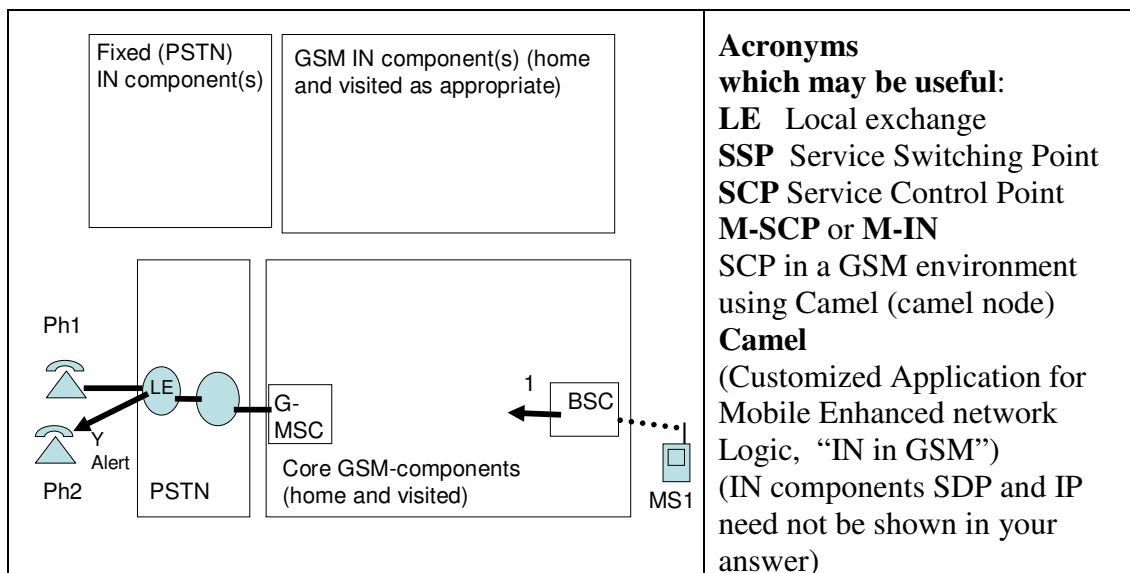 Fixed (PSTN)
IN component(s)
GSM IN component(s) (home
and visited as appropriate)
Ph1
LE
Y
Alert
Ph2
PSTN
G-
MSC
Core GSM-components
(home and visited)
1
BSC
MS1
Acronyms
which may be useful:
LE Local exchange
SSP Service Switching Point
SCP Service Control Point
M-SCP or M-IN
SCP in a GSM environment
using Camel (camel node)
Camel
(Customized Application for
Mobile Enhanced network
Logic, “IN in GSM”)
(IN components SDP and IP
need not be shown in your
answer)